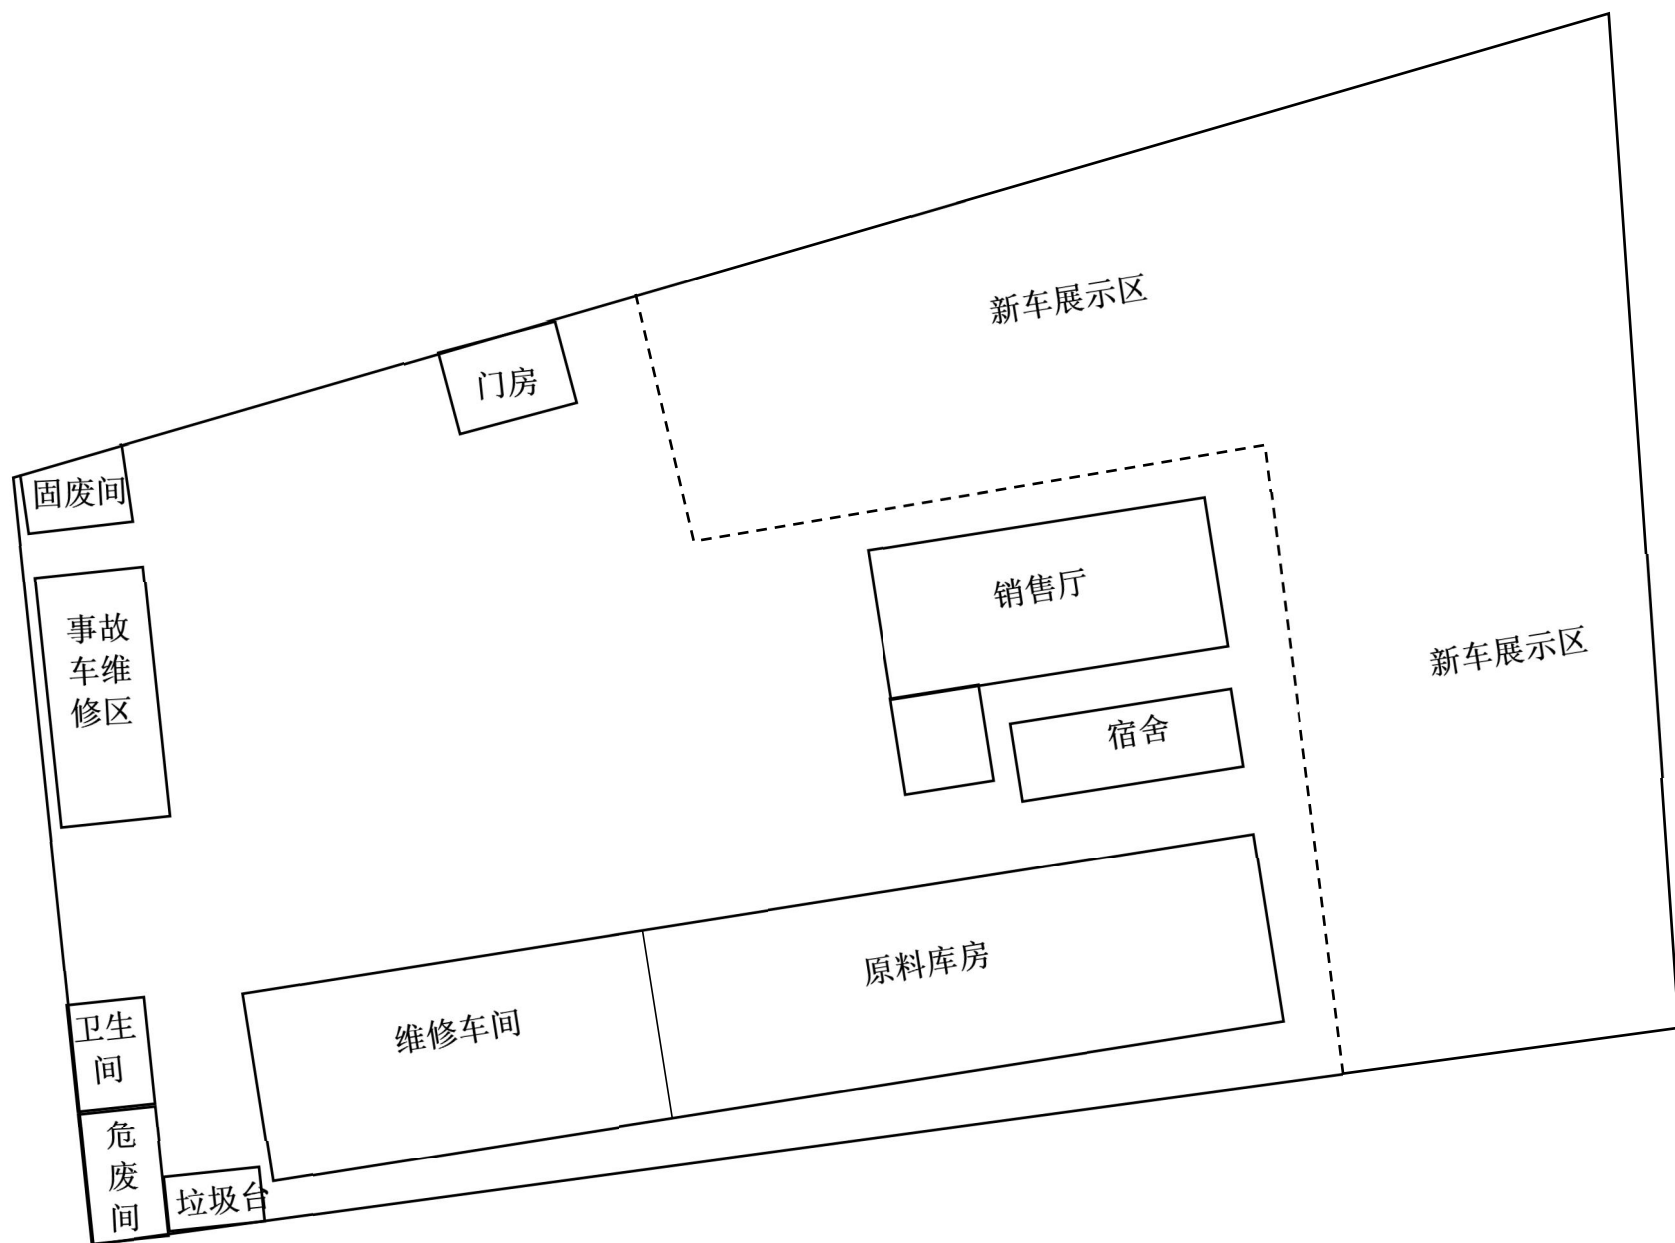 新车展示区
门房
固废间
销售厅
事故
车维
修区
新车展示区
宿舍
原料库房
维修车间
卫生
间
危
废
间
垃圾台